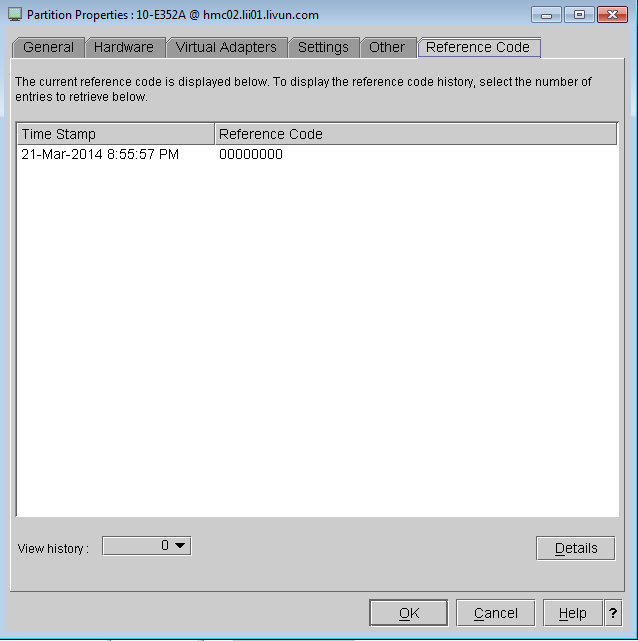 Partition Properties : 10-E352A @ hmc02.lii01.livun.com
General Hardware Virtual Adapters Settings Other Reference Code
The current reference code is displayed below. To display the reference code history, select the number of
entries to retrieve below.
Time Stamp Reference Code
21-Mar-2014 8:55:57 PM 00000000
View history : 0 Details
OK Cancel Help ?